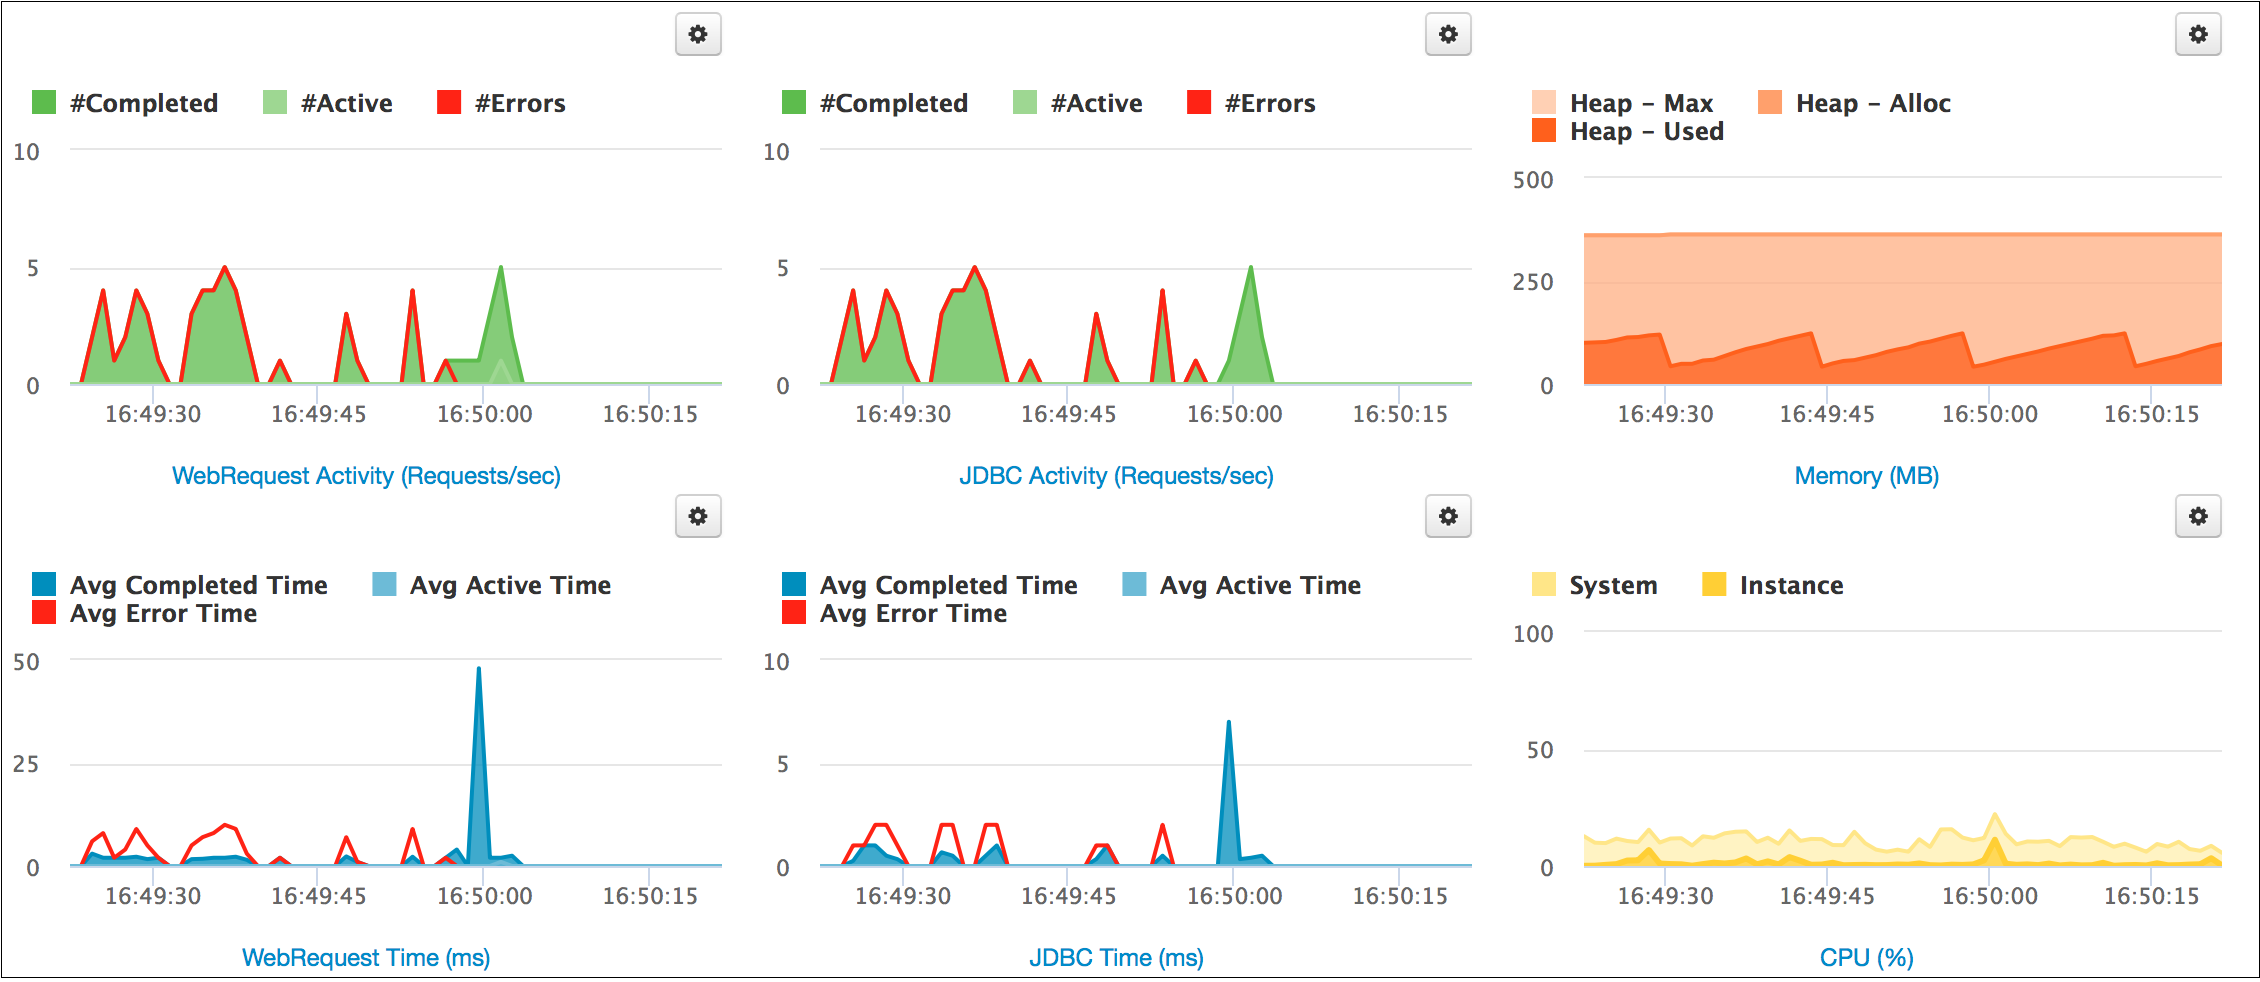 #Completed #Active #Errors
10
5
0
16:49:30 16:49:45 16:50:00 16:50:15
WebRequest Activity (Requests/sec)
#Completed #Active #Errors
10
5
0
16:49:30 16:49:45 16:50:00 16:50:15
JDBC Activity (Requests/sec)
Heap - Max Heap - Alloc
Heap - Used
500
250
0
16:49:30 16:49:45 16:50:00 16:50:15
Memory (MB)
Avg Completed Time Avg Active Time
Avg Error Time
50
25
0
16:49:30 16:49:45 16:50:00 16:50:15
WebRequest Time (ms)
Avg Completed Time Avg Active Time
Avg Error Time
10
5
0
16:49:30 16:49:45 16:50:00 16:50:15
JDBC Time (ms)
System Instance
100
50
0
16:49:30 16:49:45 16:50:00 16:50:15
CPU (%)